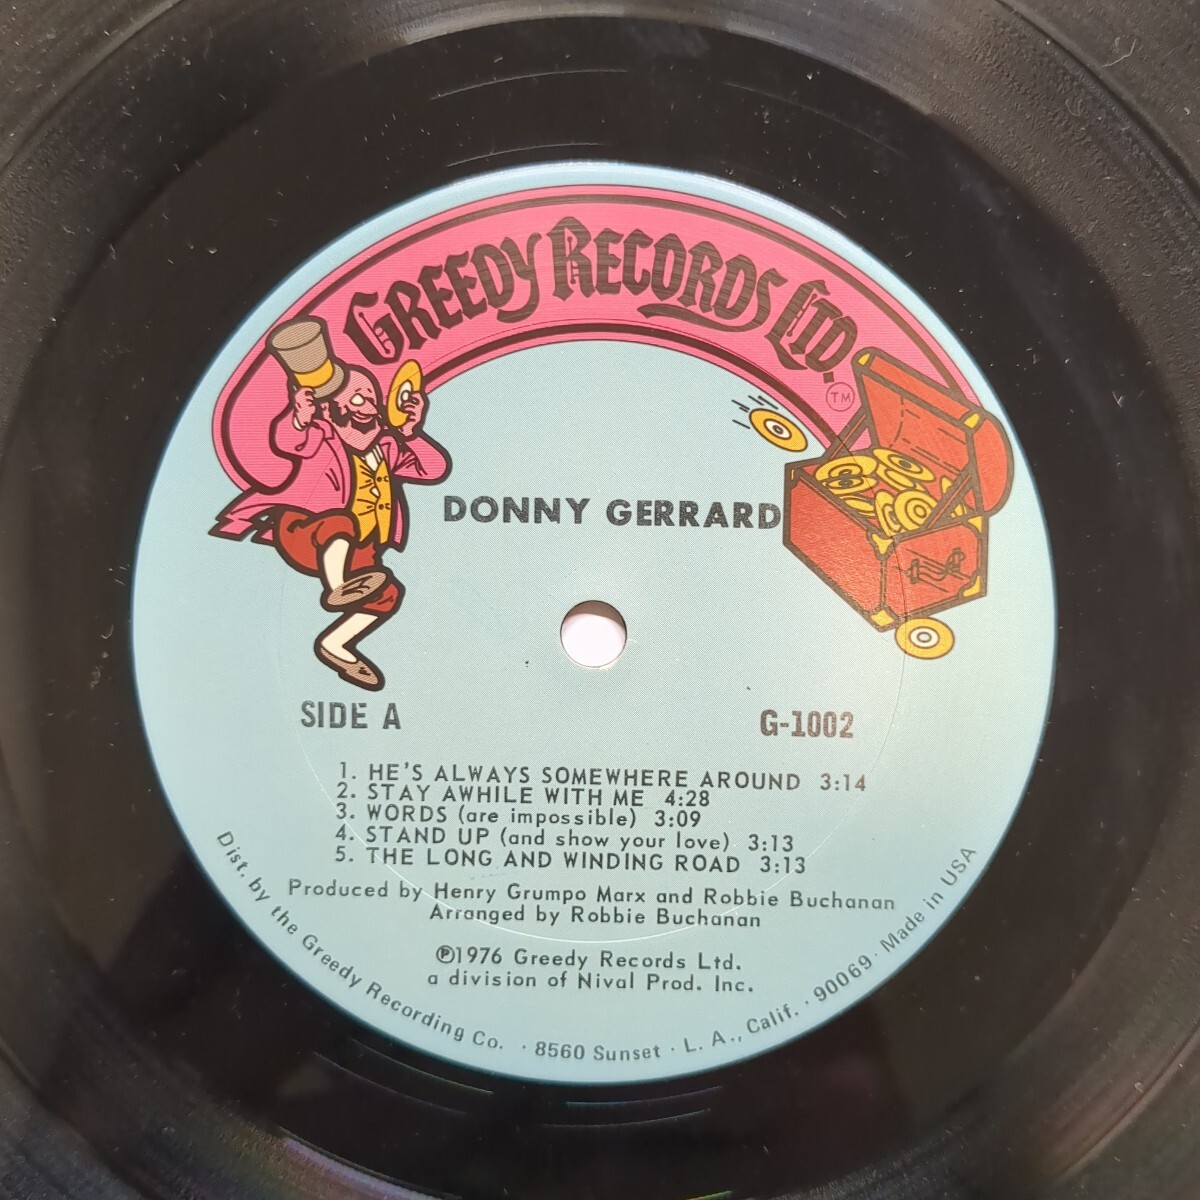 GREEDY RECORDS LTD.
TM
DONNY GERRARD
SIDE A
G-1002
1. HE'S ALWAYS SOMEWHERE AROUND 3:14
2. STAY AWHILE WITH ME 4:28
3. WORDS (are impossible) 3:09
4. STAND UP (and show your love) 3:13
5. THE LONG AND WINDING ROAD 3:13
Produced by Henry Grumpo Marx and Robbie Buchanan
Arranged by Robbie Buchanan
℗1976 Greedy Records Ltd.
a division of Nival Prod. Inc.
Dist. by the Greedy Recording Co. · 8560 Sunset · L. A., Calif. · 90069 · Made in USA